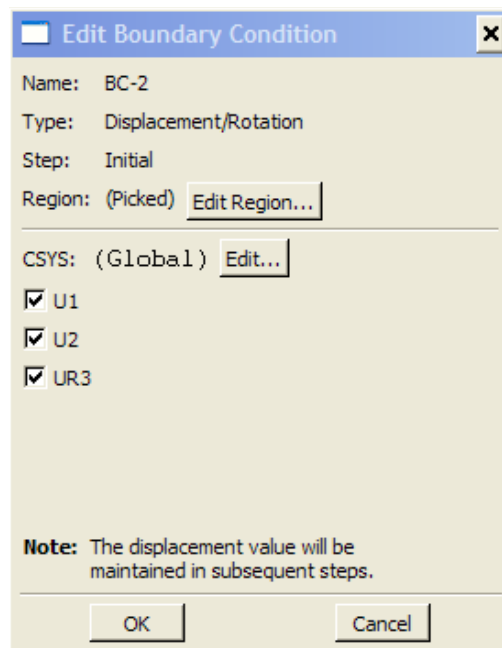 Edit Boundary Condition
Name: BC-2
Type: Displacement/Rotation
Step: Initial
Region: (Picked) Edit Region...
CSYS: (Global) Edit...
U1
U2
UR3
Note: The displacement value will be
maintained in subsequent steps.
OK Cancel